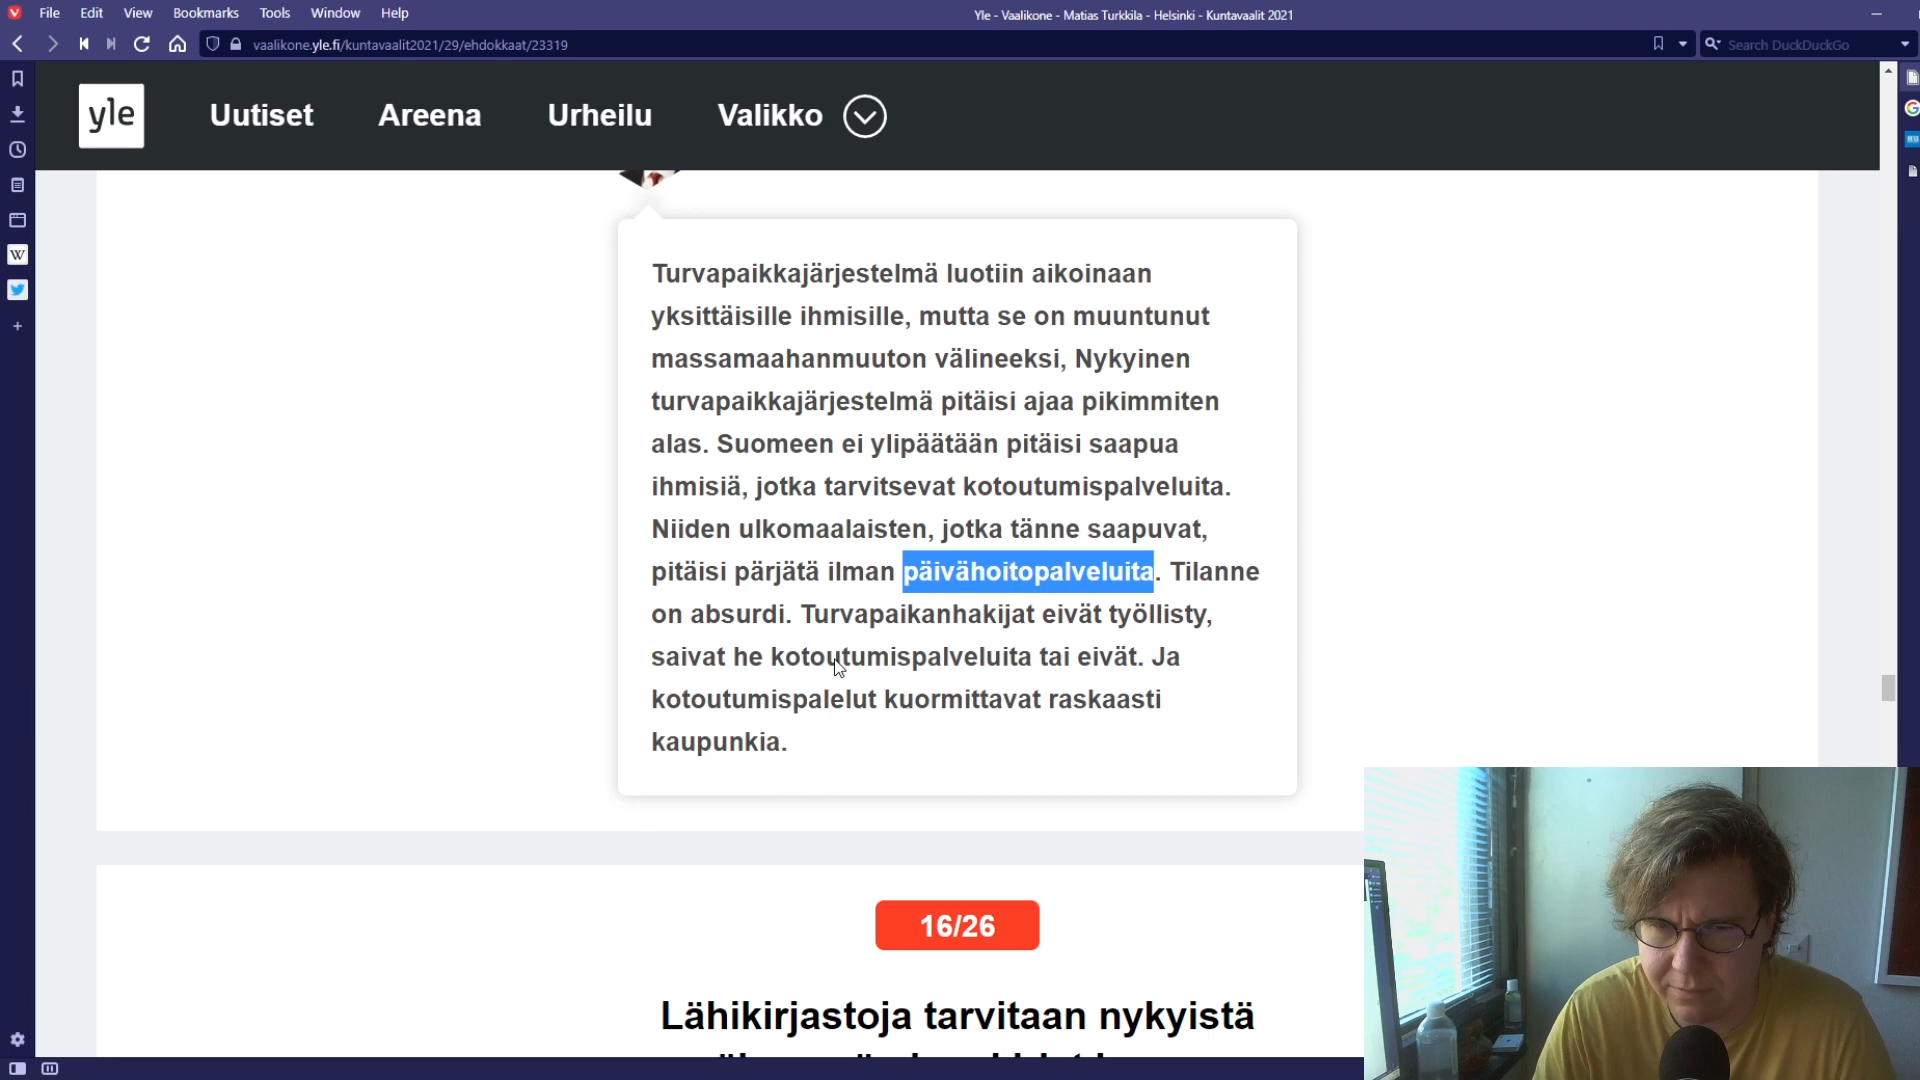 File Edit View Bookmarks Tools Window Help
Yle - Vaalikone - Matias Turkkila - Helsinki - Kuntavaalit 2021
vaalikone.yle.fi/kuntavaalit2021/29/ehdokkaat/23319
Search DuckDuckGo
yle
Uutiset Areena Urheilu Valikko
W
Turvapaikkajärjestelmä luotiin aikoinaan
yksittäisille ihmisille, mutta se on muuntunut
massamaahanmuuton välineeksi, Nykyinen
turvapaikkajärjestelmä pitäisi ajaa pikimmiten
alas. Suomeen ei ylipäätään pitäisi saapua
ihmisiä, jotka tarvitsevat kotoutumispalveluita.
Niiden ulkomaalaisten, jotka tänne saapuvat,
pitäisi pärjätä ilman päivähoitopalveluita. Tilanne
on absurdi. Turvapaikanhakijat eivät työllisty,
saivat he kotoutumispalveluita tai eivät. Ja
kotoutumispalelut kuormittavat raskaasti
kaupunkia.
16/26
Lähikirjastoja tarvitaan nykyistä